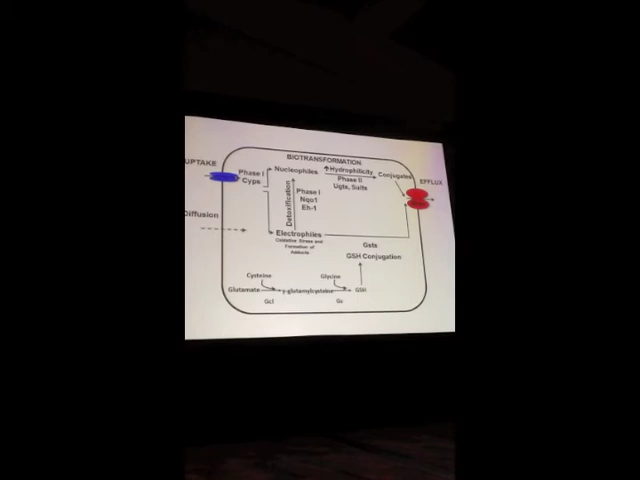 BIOTRANSFORMATION
UPTAKE
Phase I
Cyps
Nucleophiles
Hydrophilicity
Phase II
Ugts, Sults
Conjugates
EFFLUX
Detoxification
Phase I
Nqo1
Eh-1
Diffusion
Electrophiles
Oxidative Stress and
Formation of
Adducts
Gsts
GSH Conjugation
Cysteine
Glycine
Glutamate
γ-glutamylcysteine
GSH
Gcl
Gs